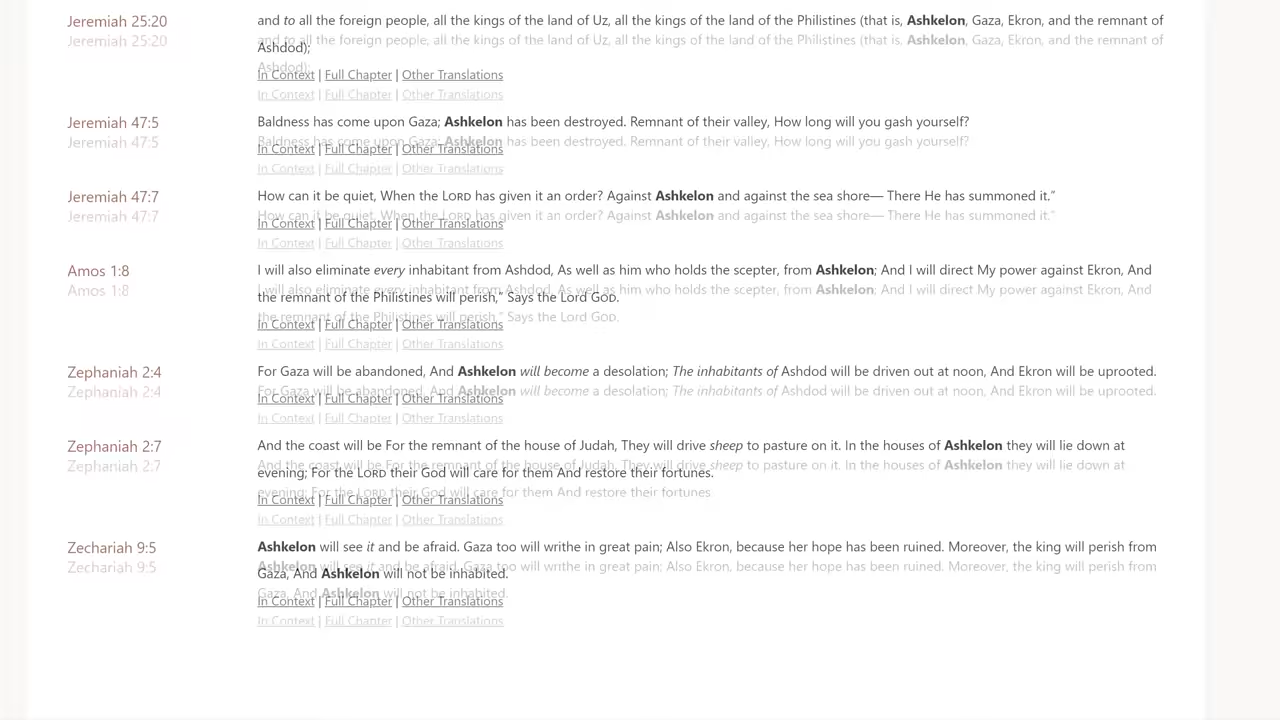 Jeremiah 25:20
and to all the foreign people, all the kings of the land of Uz, all the kings of the land of the Philistines (that is, Ashkelon, Gaza, Ekron, and the remnant of
Ashdod);
In Context | Full Chapter | Other Translations
Jeremiah 47:5
Baldness has come upon Gaza; Ashkelon has been destroyed. Remnant of their valley, How long will you gash yourself?
In Context | Full Chapter | Other Translations
Jeremiah 47:7
How can it be quiet, When the LORD has given it an order? Against Ashkelon and against the sea shore— There He has summoned it.”
In Context | Full Chapter | Other Translations
Amos 1:8
I will also eliminate every inhabitant from Ashdod, As well as him who holds the scepter, from Ashkelon; And I will direct My power against Ekron, And
the remnant of the Philistines will perish,” Says the Lord GOD.
In Context | Full Chapter | Other Translations
Zephaniah 2:4
For Gaza will be abandoned, And Ashkelon will become a desolation; The inhabitants of Ashdod will be driven out at noon, And Ekron will be uprooted.
In Context | Full Chapter | Other Translations
Zephaniah 2:7
And the coast will be For the remnant of the house of Judah, They will drive sheep to pasture on it. In the houses of Ashkelon they will lie down at
evening; For the LORD their God will care for them And restore their fortunes.
In Context | Full Chapter | Other Translations
Zechariah 9:5
Ashkelon will see it and be afraid. Gaza too will writhe in great pain; Also Ekron, because her hope has been ruined. Moreover, the king will perish from
Gaza, And Ashkelon will not be inhabited.
In Context | Full Chapter | Other Translations